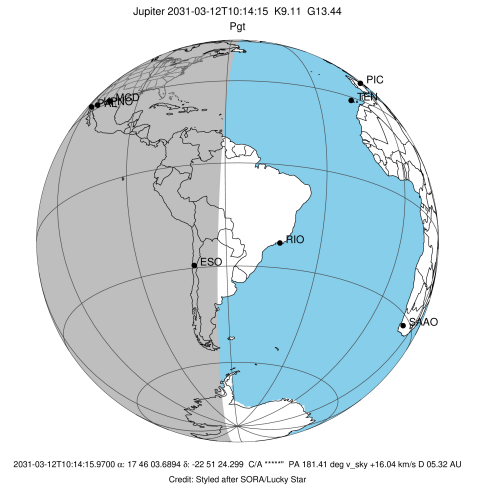 Jupiter 2031-03-12T10:14:15 K9.11 G13.44
Pgt
PIC
TEN
MGD
RIO
ESO
SAAO
2031-03-12T10:14:15.9700 α: 17 46 03.6894 δ: -22 51 24.299 C/A *****" PA 181.41 deg v_sky +16.04 km/s D 05.32 AU
Credit: Styled after SORA/Lucky Star